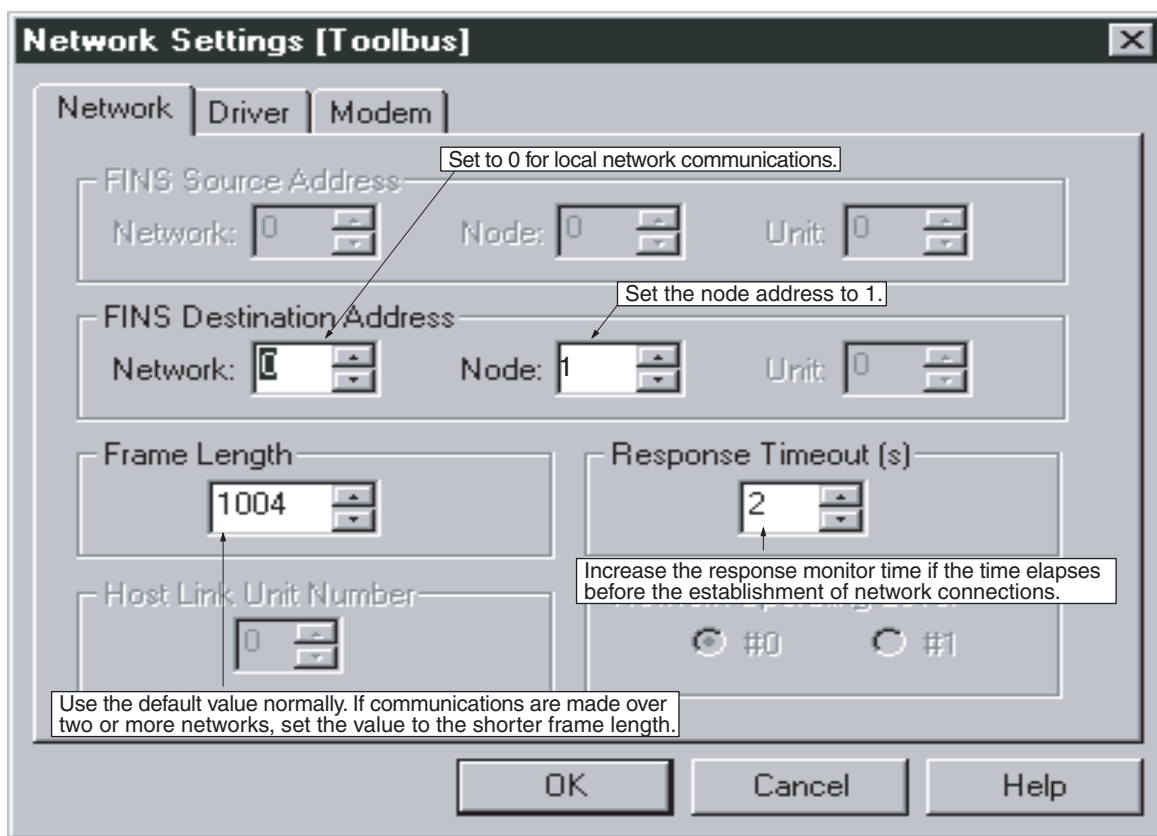 Network Settings [Toolbus]
Network Driver Modem
Set to 0 for local network communications.
FINS Source Address
Network: 0 Node: 0 Unit: 0
Set the node address to 1.
FINS Destination Address
Network: 0 Node: 1 Unit: 0
Frame Length
1004
Response Timeout (s)
2
Increase the response monitor time if the time elapses
before the establishment of network connections.
Host Link Unit Number
0
#0 #1
Use the default value normally. If communications are made over
two or more networks, set the value to the shorter frame length.
OK Cancel Help